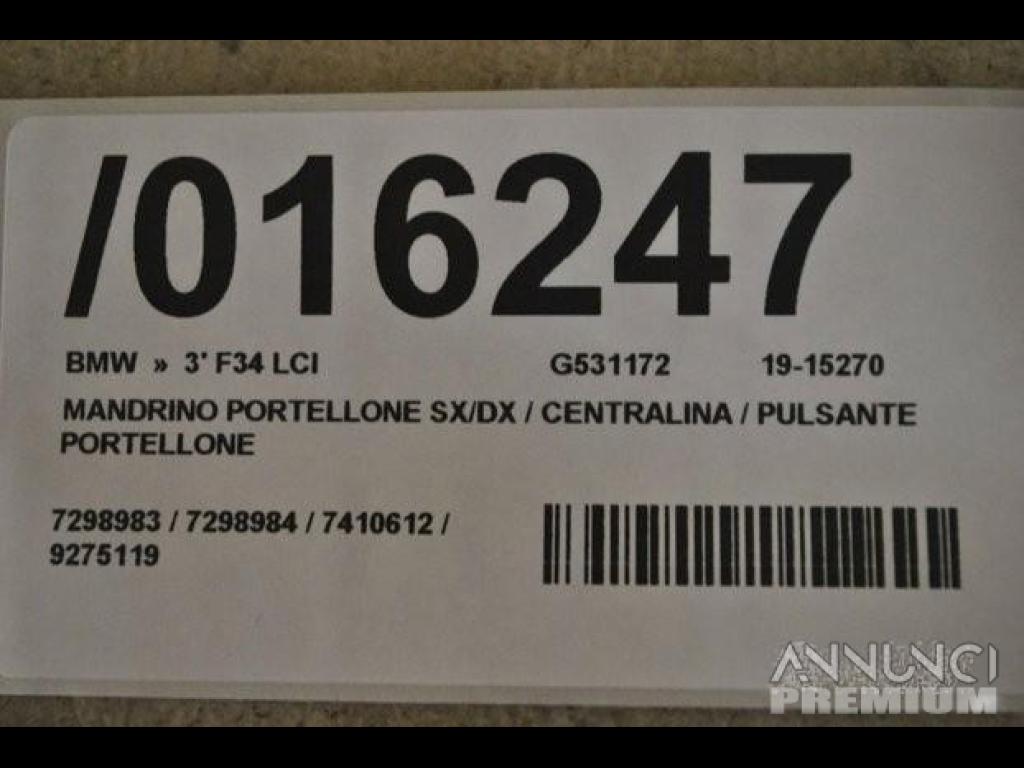 /016247
BMW » 3' F34 LCI G531172 19-15270
MANDRINO PORTELLONE SX/DX / CENTRALINA / PULSANTE
PORTELLONE
7298983 / 7298984 / 7410612 /
9275119
ANNUNCI
PREMIUM